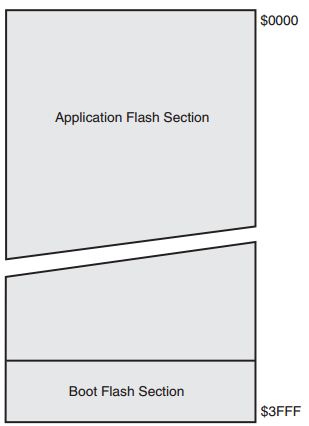 $0000
Application Flash Section
Boot Flash Section
$3FFF